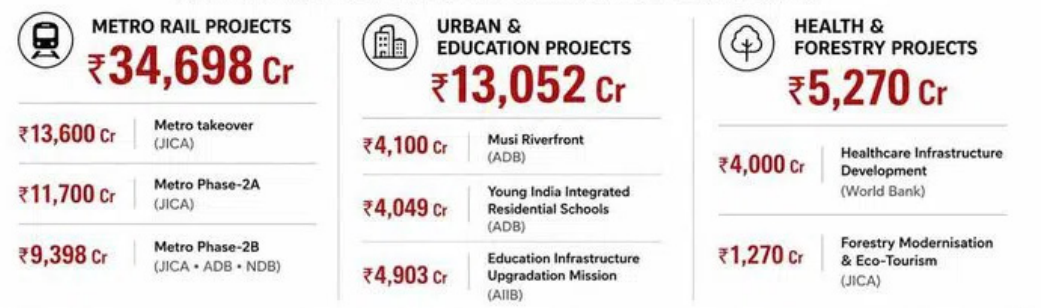 METRO RAIL PROJECTS
₹34,698 Cr
₹13,600 Cr
Metro takeover
(JICA)
₹11,700 Cr
Metro Phase-2A
(JICA)
₹9,398 Cr
Metro Phase-2B
(JICA • ADB • NDB)
URBAN &
EDUCATION PROJECTS
₹13,052 Cr
₹4,100 Cr
Musi Riverfront
(ADB)
₹4,049 Cr
Young India Integrated
Residential Schools
(ADB)
₹4,903 Cr
Education Infrastructure
Upgradation Mission
(AIIB)
HEALTH &
FORESTRY PROJECTS
₹5,270 Cr
₹4,000 Cr
Healthcare Infrastructure
Development
(World Bank)
₹1,270 Cr
Forestry Modernisation
& Eco-Tourism
(JICA)